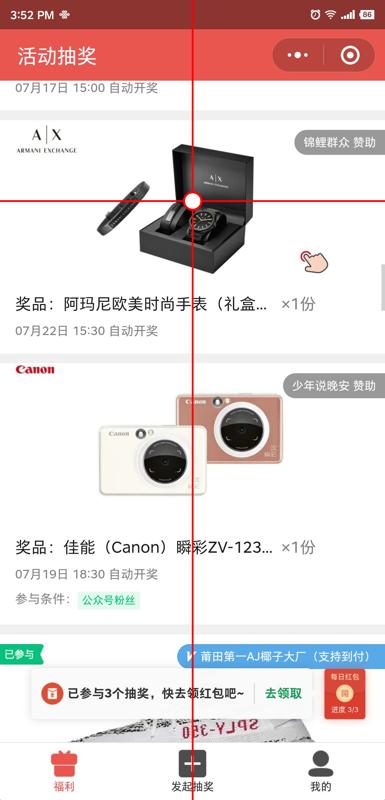 3:52 PM
86
活动抽奖
07月17日 15:00 自动开奖
A|X
ARMANI EXCHANGE
锦鲤群众 赞助
A|X
奖品：阿玛尼欧美时尚手表（礼盒... ×1份
07月22日 15:30 自动开奖
Canon
少年说晚安 赞助
Canon
Canon
奖品：佳能（Canon）瞬彩ZV-123... ×1份
07月19日 18:30 自动开奖
参与条件： 公众号粉丝
已参与
莆田第一AJ椰子大厂（支持到付）
已参与3个抽奖，快去领红包吧~ 去领取
每日红包
进度 3/3
SPLY-350
福利
发起抽奖
我的